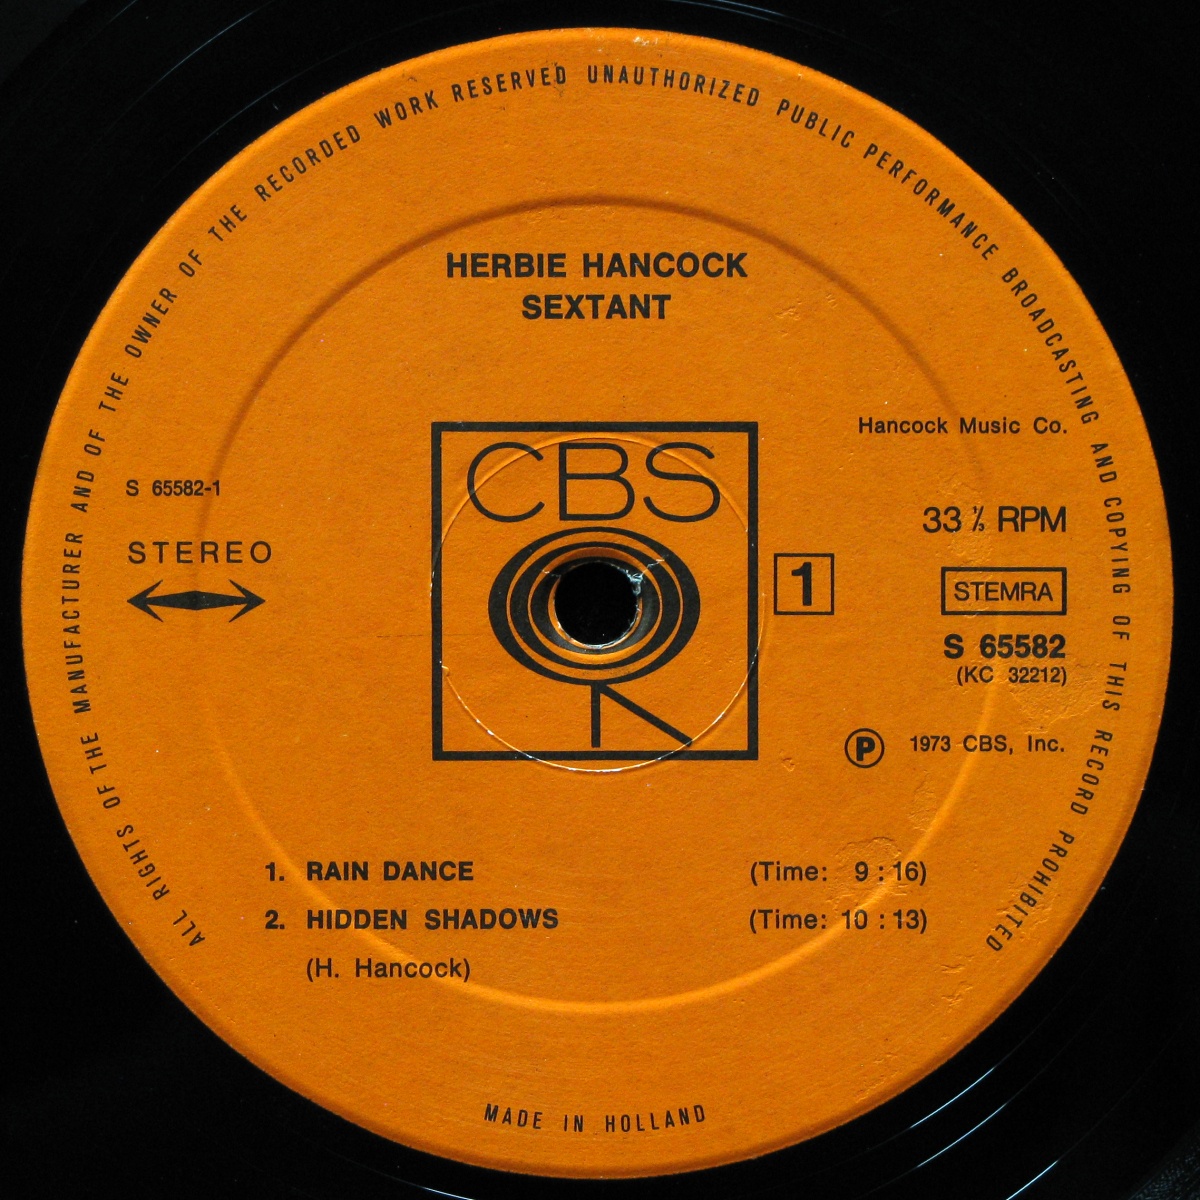 ALL RIGHTS OF THE MANUFACTURER AND OF THE OWNER OF THE RECORDED WORK RESERVED UNAUTHORIZED PUBLIC PERFORMANCE BROADCASTING AND COPYING OF THIS RECORD PROHIBITED
HERBIE HANCOCK
SEXTANT
Hancock Music Co.
CBS
S 65582-1
33 ⅓ RPM
STEREO
1
STEMRA
S 65582
(KC 32212)
Ⓟ 1973 CBS, Inc.
1. RAIN DANCE (Time: 9 : 16)
2. HIDDEN SHADOWS (Time: 10 : 13)
(H. Hancock)
MADE IN HOLLAND